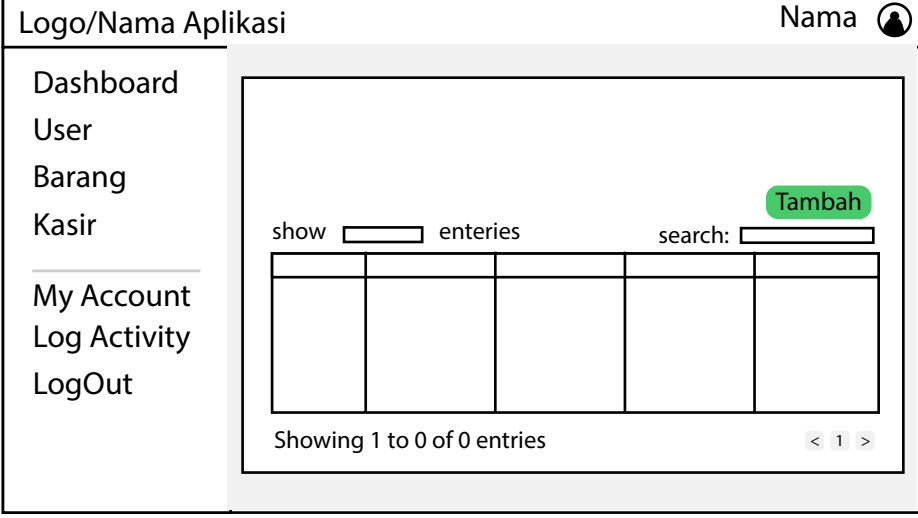 Logo/Nama Aplikasi
Nama
Dashboard
User
Barang
Kasir
My Account
Log Activity
LogOut
Tambah
show enteries
search:
Showing 1 to 0 of 0 entries
< 1 >